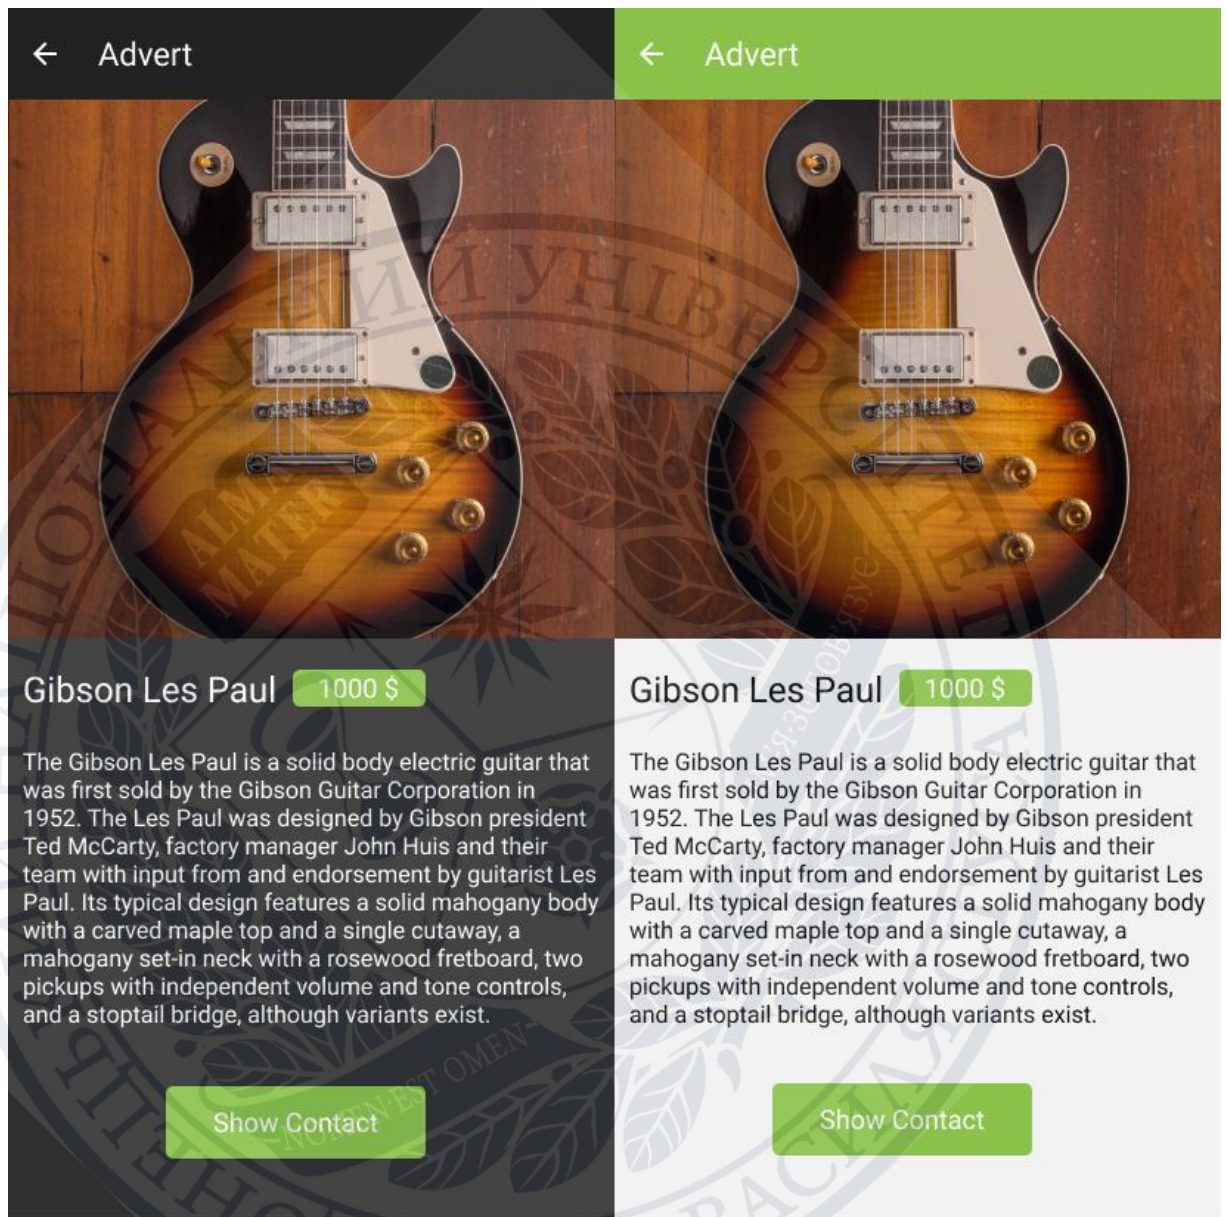 Advert
Gibson Les Paul
1000 $
The Gibson Les Paul is a solid body electric guitar that
was first sold by the Gibson Guitar Corporation in
1952. The Les Paul was designed by Gibson president
Ted McCarty, factory manager John Huis and their
team with input from and endorsement by guitarist Les
Paul. Its typical design features a solid mahogany body
with a carved maple top and a single cutaway, a
mahogany set-in neck with a rosewood fretboard, two
pickups with independent volume and tone controls,
and a stoptail bridge, although variants exist.
Show Contact
Advert
Gibson Les Paul
1000 $
The Gibson Les Paul is a solid body electric guitar that
was first sold by the Gibson Guitar Corporation in
1952. The Les Paul was designed by Gibson president
Ted McCarty, factory manager John Huis and their
team with input from and endorsement by guitarist Les
Paul. Its typical design features a solid mahogany body
with a carved maple top and a single cutaway, a
mahogany set-in neck with a rosewood fretboard, two
pickups with independent volume and tone controls,
and a stoptail bridge, although variants exist.
Show Contact
ALMA
MATER
NOMEN·EST OMEN